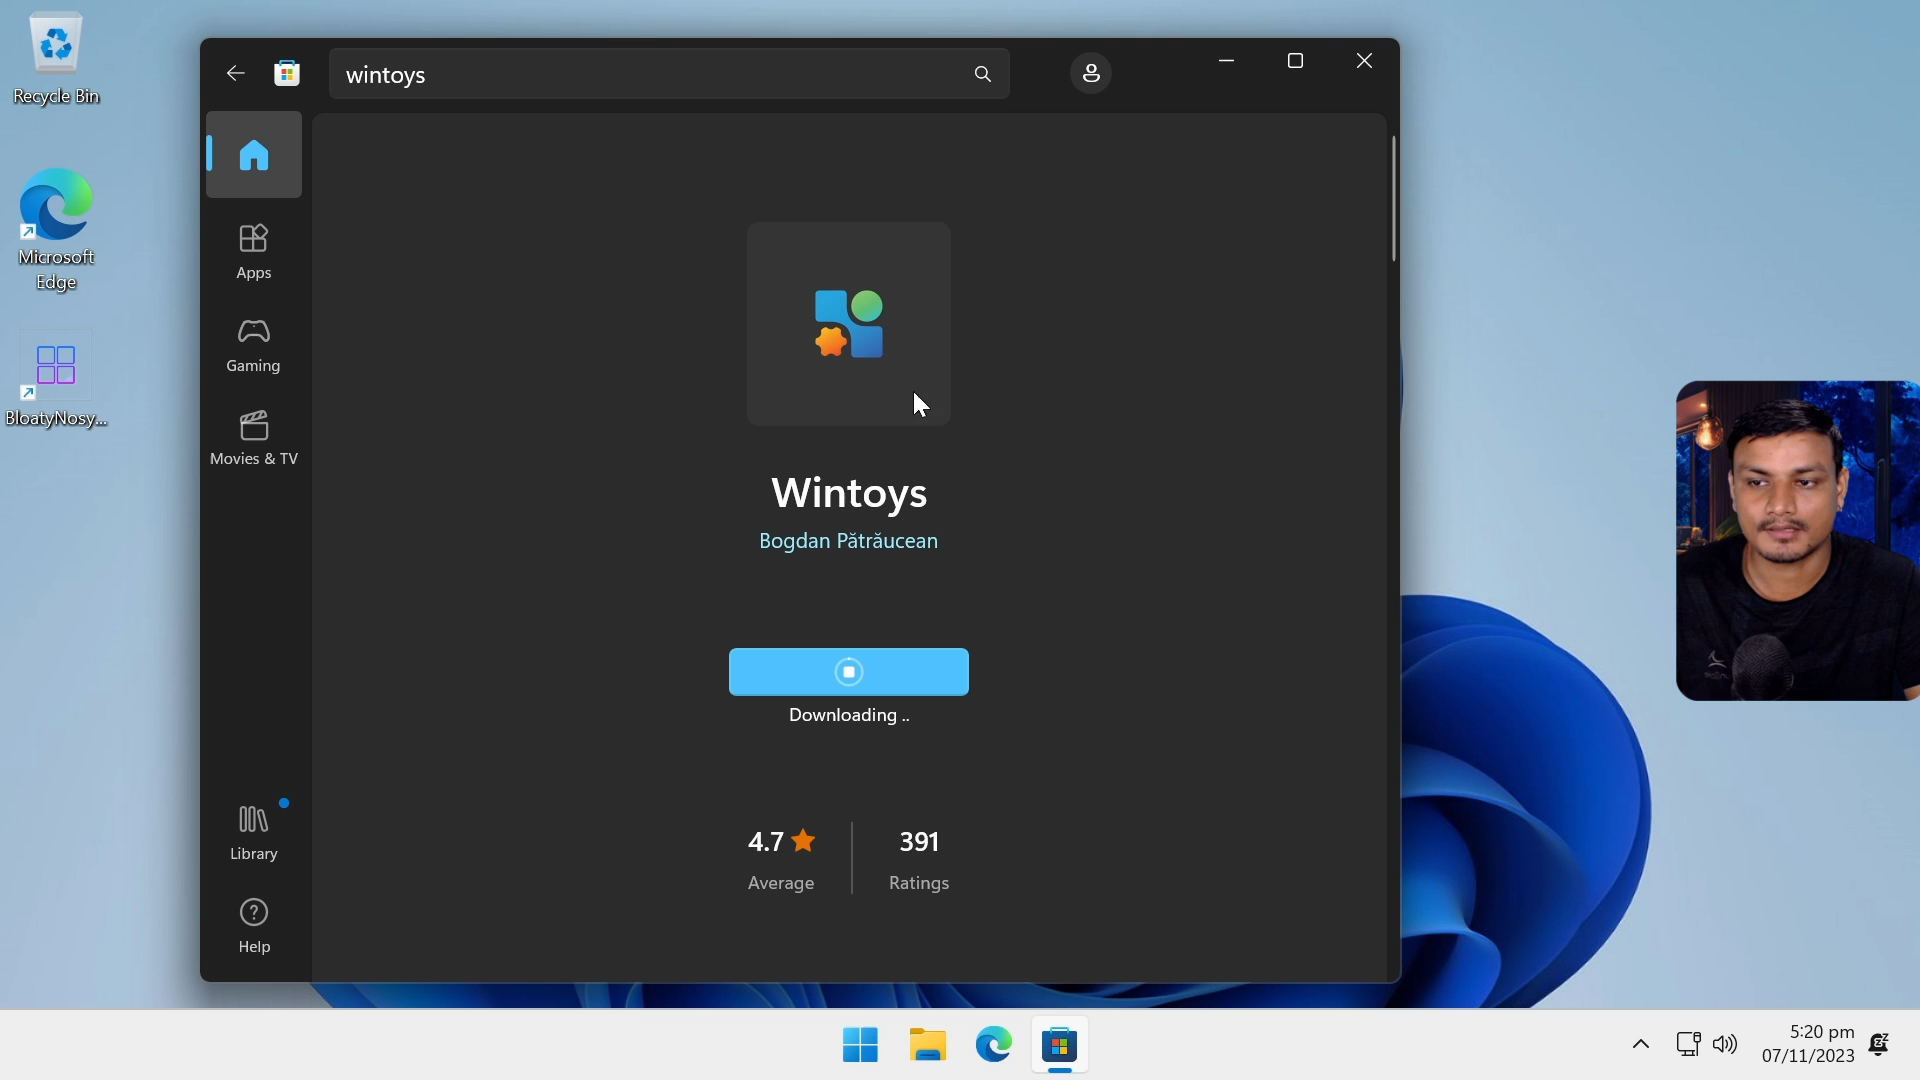 Recycle Bin
Microsoft
Edge
BloatyNosy...
wintoys
Apps
Gaming
Movies & TV
Library
Help
Wintoys
Bogdan Pătrăucean
Downloading ..
4.7
Average
391
Ratings
5:20 pm
07/11/2023